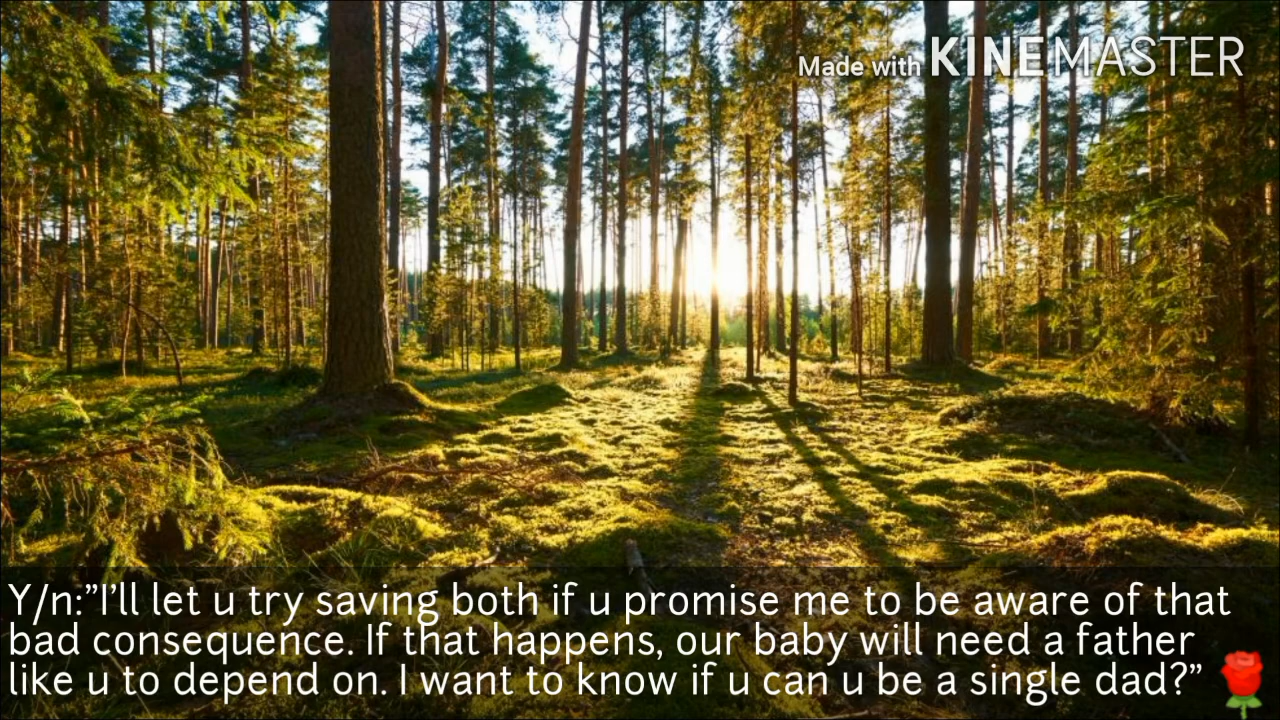 Made with KINEMASTER
Y/n:”I’ll let u try saving both if u promise me to be aware of that
bad consequence. If that happens, our baby will need a father
like u to depend on. I want to know if u can u be a single dad?”